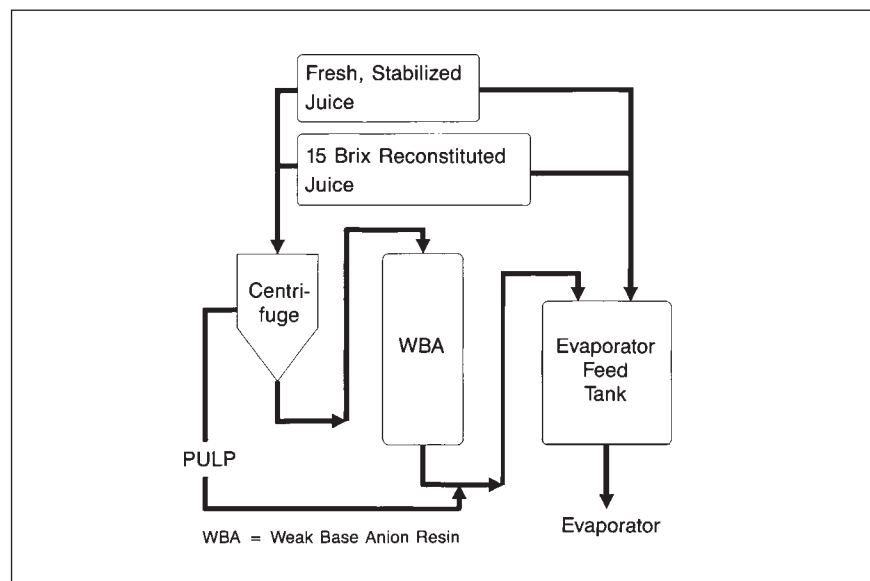 Fresh, Stabilized
Juice
15 Brix Reconstituted
Juice
Centri-
fuge
WBA
Evaporator
Feed
Tank
PULP
Evaporator
WBA = Weak Base Anion Resin